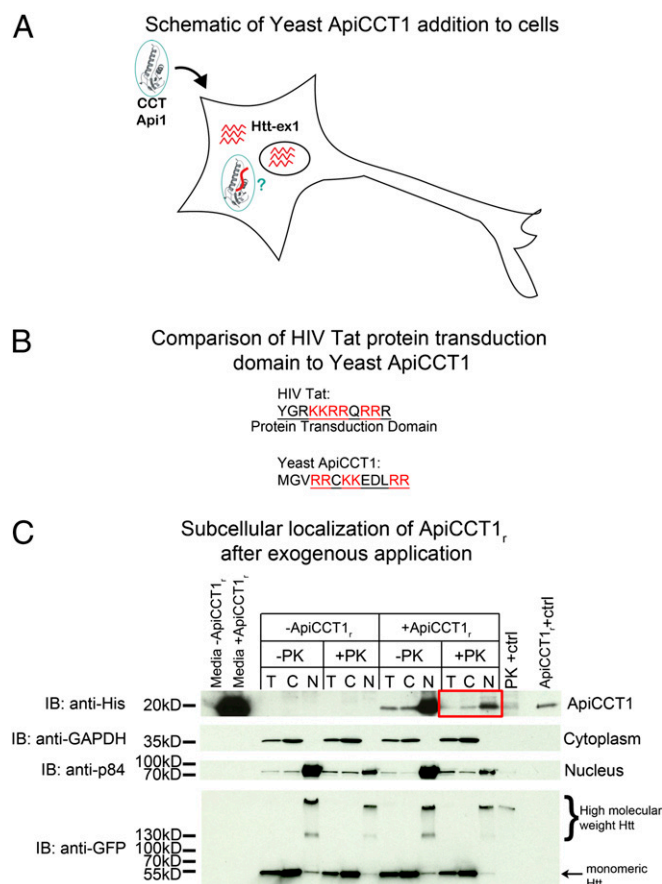 A
Schematic of Yeast ApiCCT1 addition to cells
CCT
Api1
Htt-ex1
?
B
Comparison of HIV Tat protein transduction
domain to Yeast ApiCCT1
HIV Tat:
YGRKKRRQRRR
Protein Transduction Domain
Yeast ApiCCT1:
MGVRRCKKEDLRR
C
Subcellular localization of ApiCCT1r
after exogenous application
Media -ApiCCT1r
Media +ApiCCT1r
-ApiCCT1r
+ApiCCT1r
PK +ctrl
ApiCCT1r+ctrl
-PK +PK -PK +PK
T C N T C N T C N T C N
IB: anti-His 20kD ApiCCT1
IB: anti-GAPDH 35kD Cytoplasm
IB: anti-p84 100kD Nucleus
70kD
IB: anti-GFP
130kD
100kD
70kD
55kD
High molecular
weight Htt
monomeric
Htt